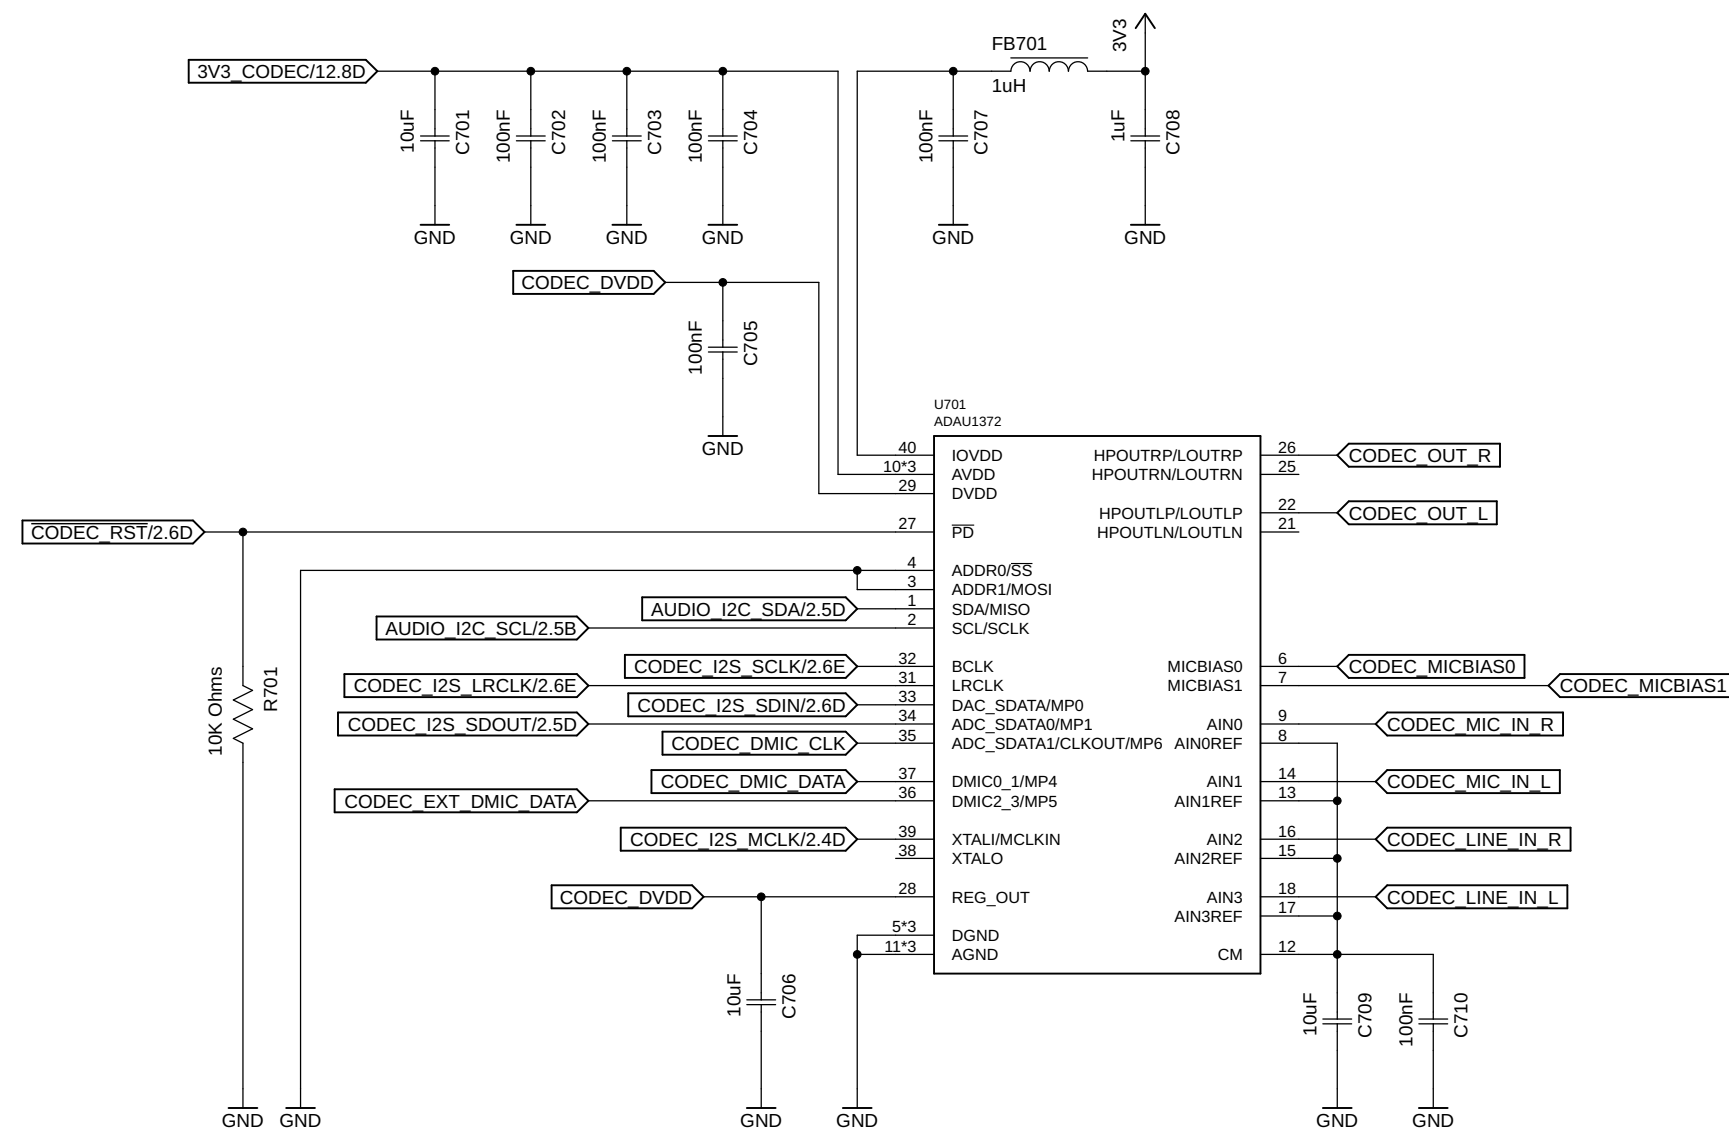 FB701
3V3
3V3_CODEC/12.8D
1uH
10uF
C701
100nF
C702
100nF
C703
100nF
C704
100nF
C707
1uF
C708
GND
GND
GND
GND
GND
GND
CODEC_DVDD
100nF
C705
GND
U701
ADAU1372
40
IOVDD
10*3
AVDD
29
DVDD
HPOUTRP/LOUTRP
26
CODEC_OUT_R
HPOUTRN/LOUTRN
25
HPOUTLP/LOUTLP
22
CODEC_OUT_L
HPOUTLN/LOUTLN
21
CODEC_RST/2.6D
27
PD
4
ADDR0/SS
3
ADDR1/MOSI
AUDIO_I2C_SDA/2.5D
1
SDA/MISO
AUDIO_I2C_SCL/2.5B
2
SCL/SCLK
CODEC_I2S_SCLK/2.6E
32
BCLK
MICBIAS0
6
CODEC_MICBIAS0
CODEC_I2S_LRCLK/2.6E
31
LRCLK
MICBIAS1
7
CODEC_MICBIAS1
10K Ohms
R701
CODEC_I2S_SDIN/2.6D
33
DAC_SDATA/MP0
CODEC_I2S_SDOUT/2.5D
34
ADC_SDATA0/MP1
AIN0
9
CODEC_MIC_IN_R
CODEC_DMIC_CLK
35
ADC_SDATA1/CLKOUT/MP6
AIN0REF
8
CODEC_DMIC_DATA
37
DMIC0_1/MP4
AIN1
14
CODEC_MIC_IN_L
CODEC_EXT_DMIC_DATA
36
DMIC2_3/MP5
AIN1REF
13
CODEC_I2S_MCLK/2.4D
39
XTALI/MCLKIN
AIN2
16
CODEC_LINE_IN_R
38
XTALO
AIN2REF
15
CODEC_DVDD
28
REG_OUT
AIN3
18
CODEC_LINE_IN_L
AIN3REF
17
5*3
DGND
11*3
AGND
CM
12
10uF
C706
10uF
C709
100nF
C710
GND
GND
GND
GND
GND
GND